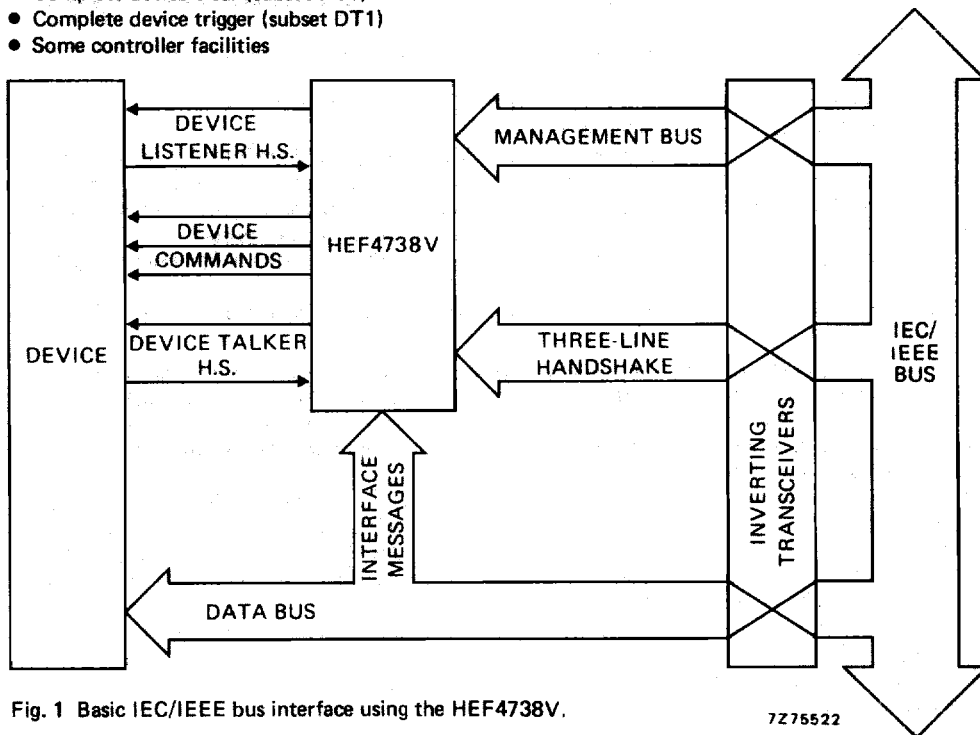 ● Complete device trigger (subset DT1)
● Some controller facilities
DEVICE
LISTENER H.S.
DEVICE
COMMANDS
DEVICE TALKER
H.S.
DEVICE
HEF4738V
MANAGEMENT BUS
THREE-LINE
HANDSHAKE
INTERFACE
MESSAGES
DATA BUS
INVERTING
TRANSCEIVERS
IEC/
IEEE
BUS
Fig. 1 Basic IEC/IEEE bus interface using the HEF4738V.
7Z75522